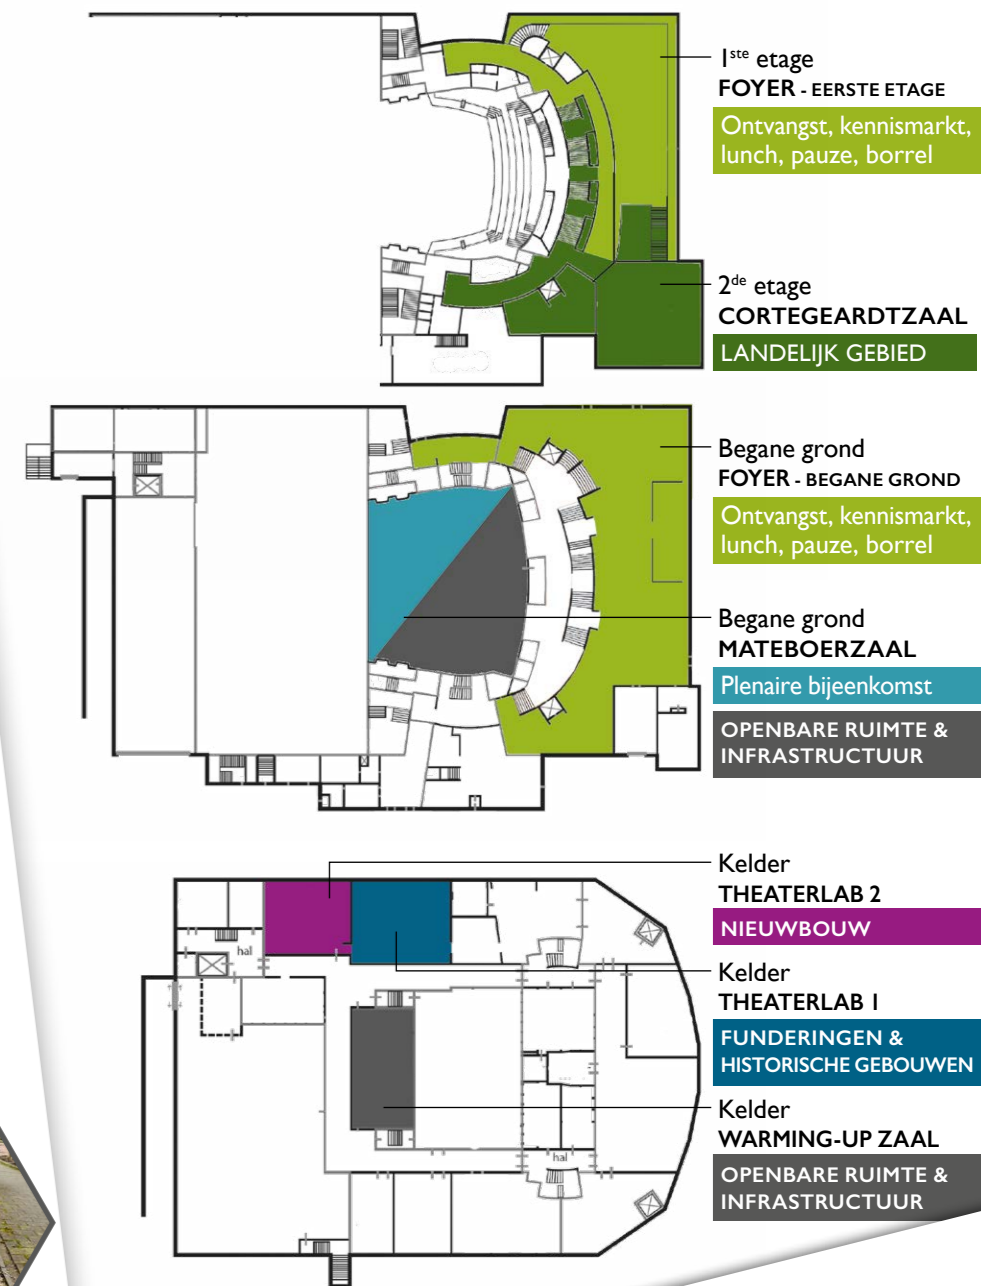 1ste etage
FOYER - EERSTE ETAGE
Ontvangst, kennismarkt,
lunch, pauze, borrel
2de etage
CORTEGEARDTZAAL
LANDELIJK GEBIED
Begane grond
FOYER - BEGANE GROND
Ontvangst, kennismarkt,
lunch, pauze, borrel
Begane grond
MATEBOERZAAL
Plenaire bijeenkomst
OPENBARE RUIMTE &
INFRASTRUCTUUR
Kelder
THEATERLAB 2
NIEUWBOUW
hal
Kelder
THEATERLAB 1
FUNDERINGEN &
HISTORISCHE GEBOUWEN
Kelder
WARMING-UP ZAAL
hal
OPENBARE RUIMTE &
INFRASTRUCTUUR